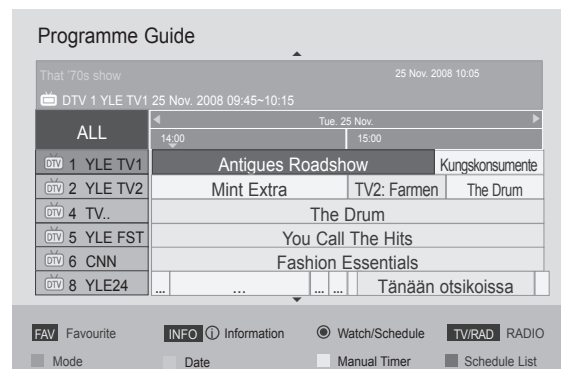 Programme Guide
That '70s show 25 Nov. 2008 10:05
DTV 1 YLE TV1 25 Nov. 2008 09:45~10:15
ALL
Tue. 25 Nov.
14:00 15:00
DTV 1 YLE TV1 Antigues Roadshow Kungskonsumente
DTV 2 YLE TV2 Mint Extra TV2: Farmen The Drum
DTV 4 TV.. The Drum
DTV 5 YLE FST You Call The Hits
DTV 6 CNN Fashion Essentials
DTV 8 YLE24 ... ... ... ... Tänään otsikoissa
FAV Favourite INFO i Information Watch/Schedule TV/RAD RADIO
Mode Date Manual Timer Schedule List